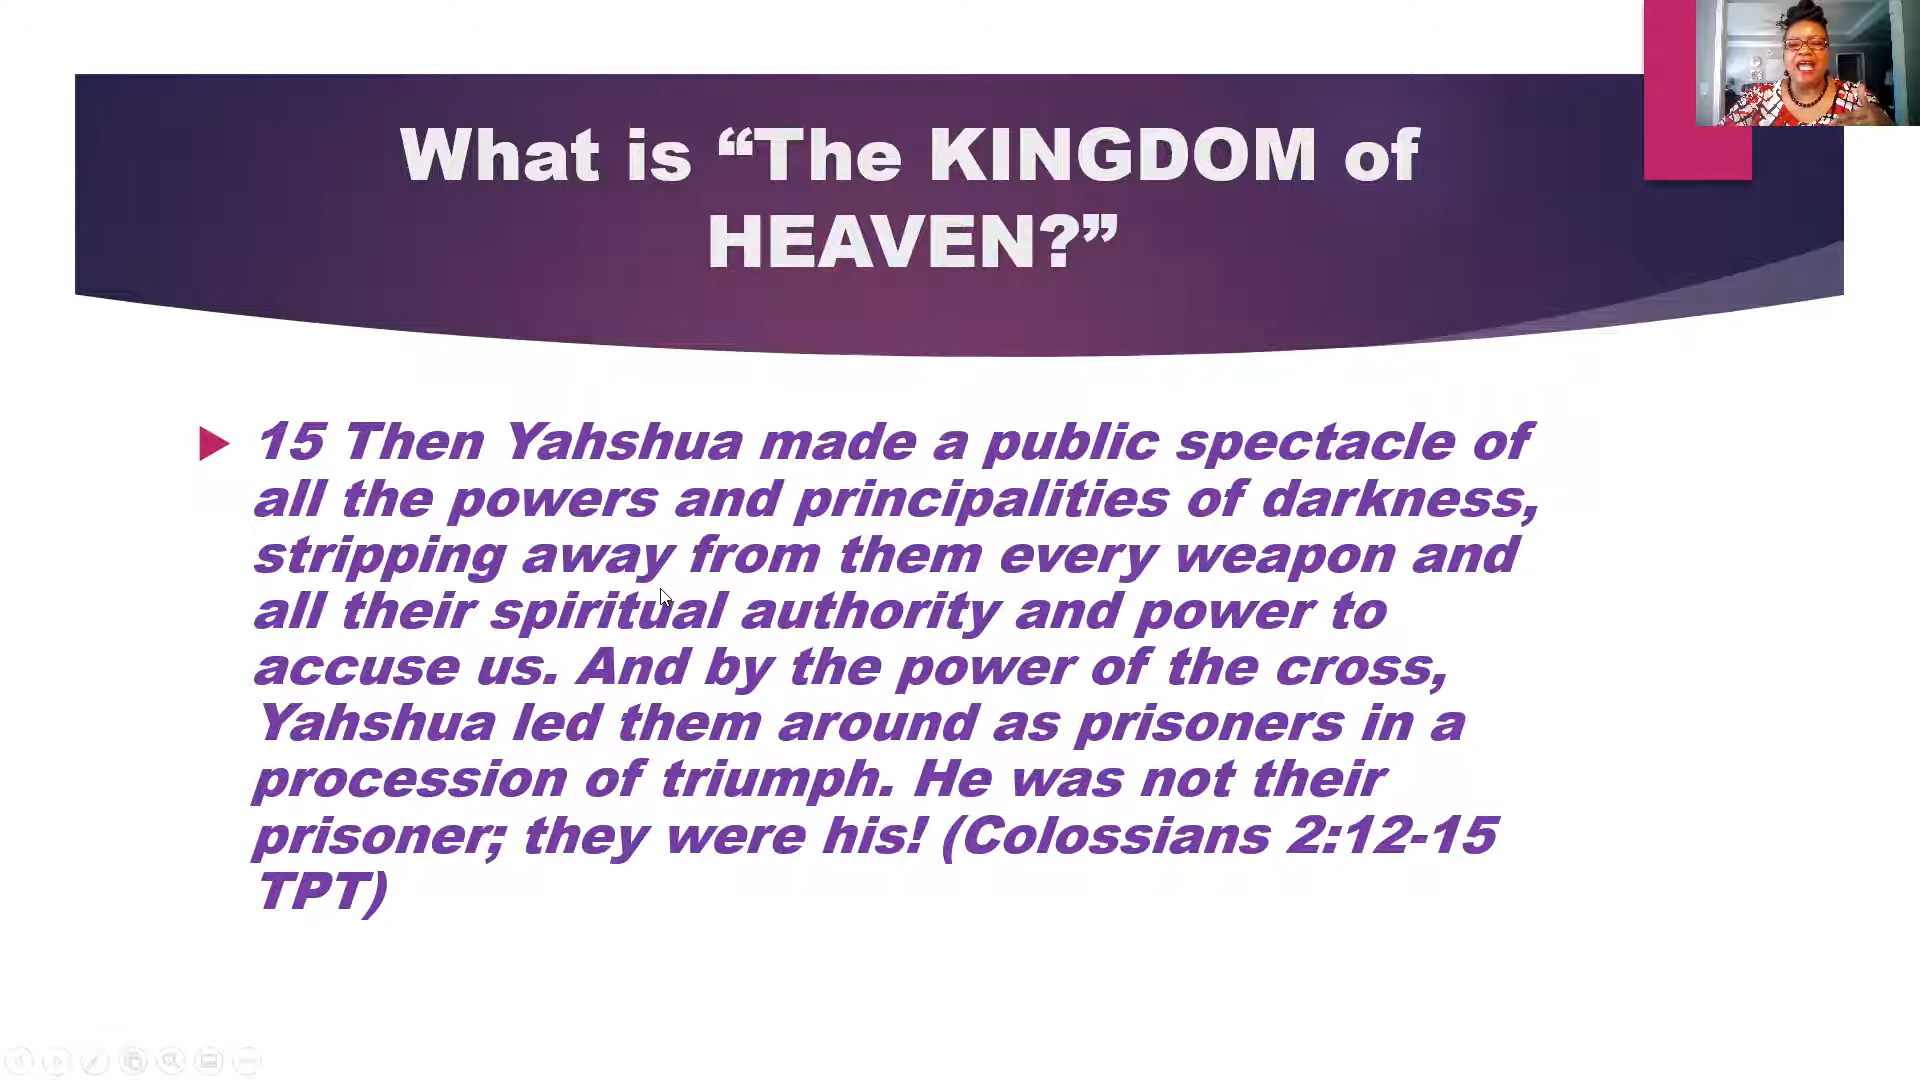 What is “The KINGDOM of
HEAVEN?”
15 Then Yahshua made a public spectacle of
all the powers and principalities of darkness,
stripping away from them every weapon and
all their spiritual authority and power to
accuse us. And by the power of the cross,
Yahshua led them around as prisoners in a
procession of triumph. He was not their
prisoner; they were his! (Colossians 2:12-15
TPT)